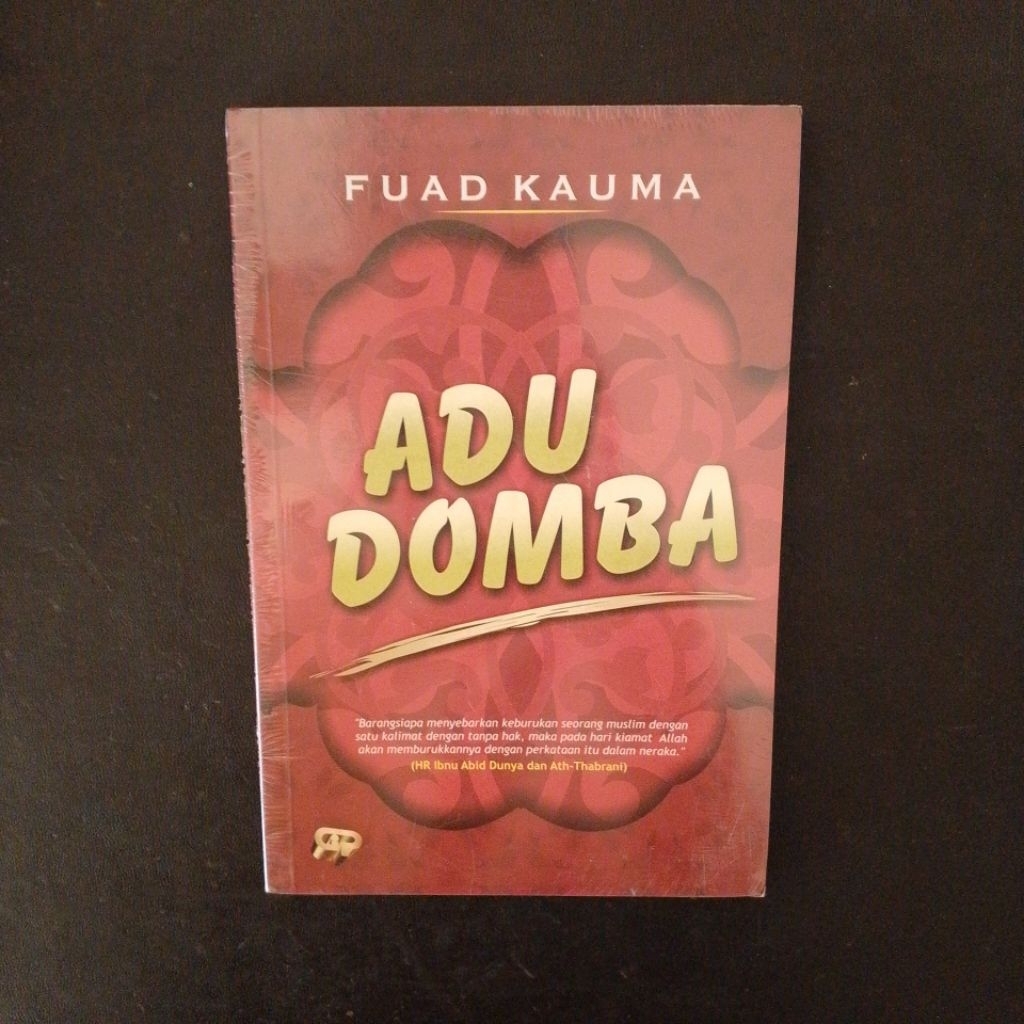 FUAD KAUMA
ADU
DOMBA
"Barangsiapa menyebarkan keburukan seorang muslim dengan
satu kalimat dengan tanpa hak, maka pada hari kiamat Allah
akan memburukkannya dengan perkataan itu dalam neraka."
(HR Ibnu Abid Dunya dan Ath-Thabrani)